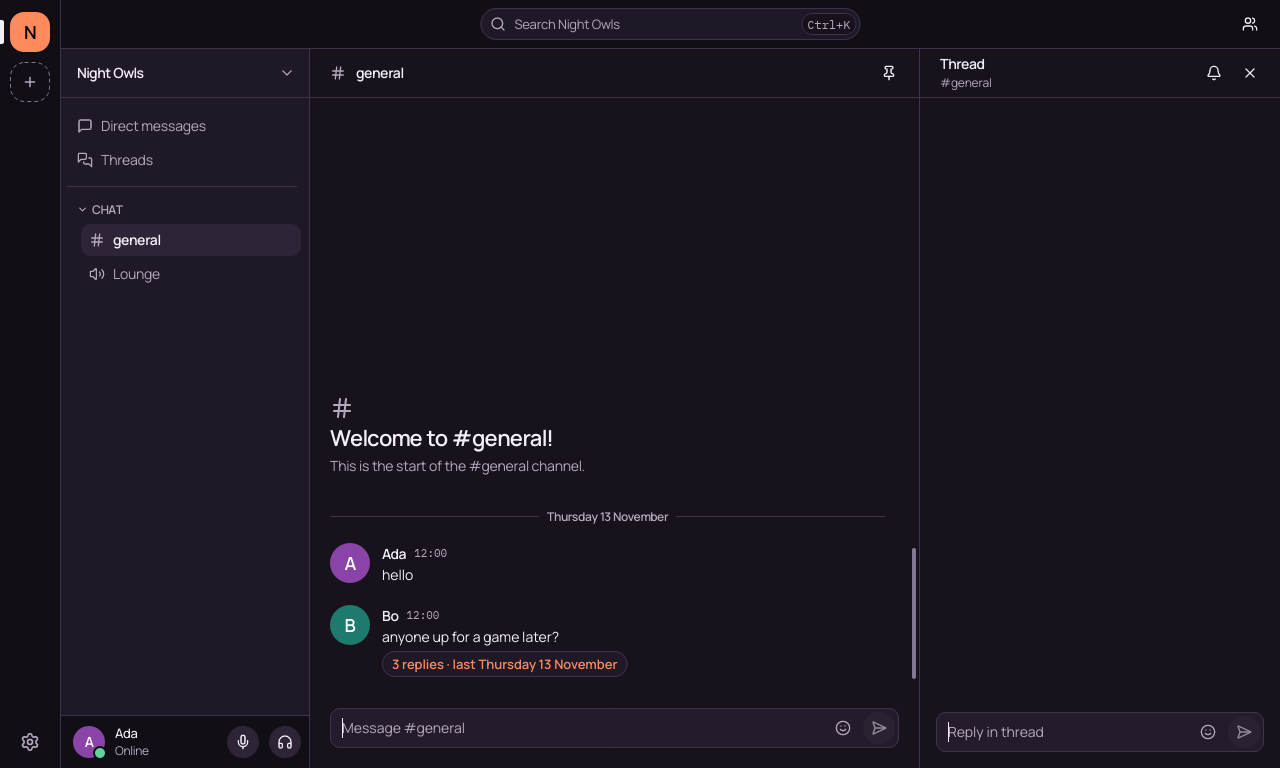 N
Search Night Owls
Ctrl+K
Night Owls
Direct messages
Threads
CHAT
general
Lounge
A
Ada
Online
general
Welcome to #general!
This is the start of the #general channel.
Thursday 13 November
A
Ada 12:00
hello
B
Bo 12:00
anyone up for a game later?
3 replies · last Thursday 13 November
Message #general
Thread
#general
Reply in thread